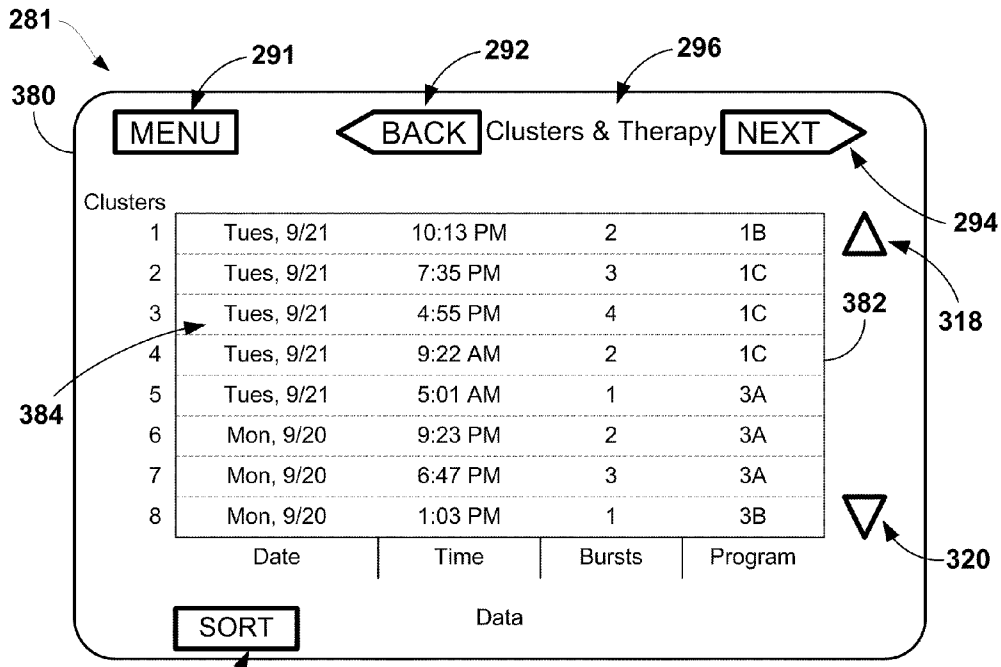 281
291
292
296
380
MENU BACK Clusters & Therapy NEXT
294
Clusters
1 Tues, 9/21 10:13 PM 2 1B
2 Tues, 9/21 7:35 PM 3 1C
318
3 Tues, 9/21 4:55 PM 4 1C
382
4 Tues, 9/21 9:22 AM 2 1C
384
5 Tues, 9/21 5:01 AM 1 3A
6 Mon, 9/20 9:23 PM 2 3A
7 Mon, 9/20 6:47 PM 3 3A
8 Mon, 9/20 1:03 PM 1 3B
320
Date Time Bursts Program
Data
SORT